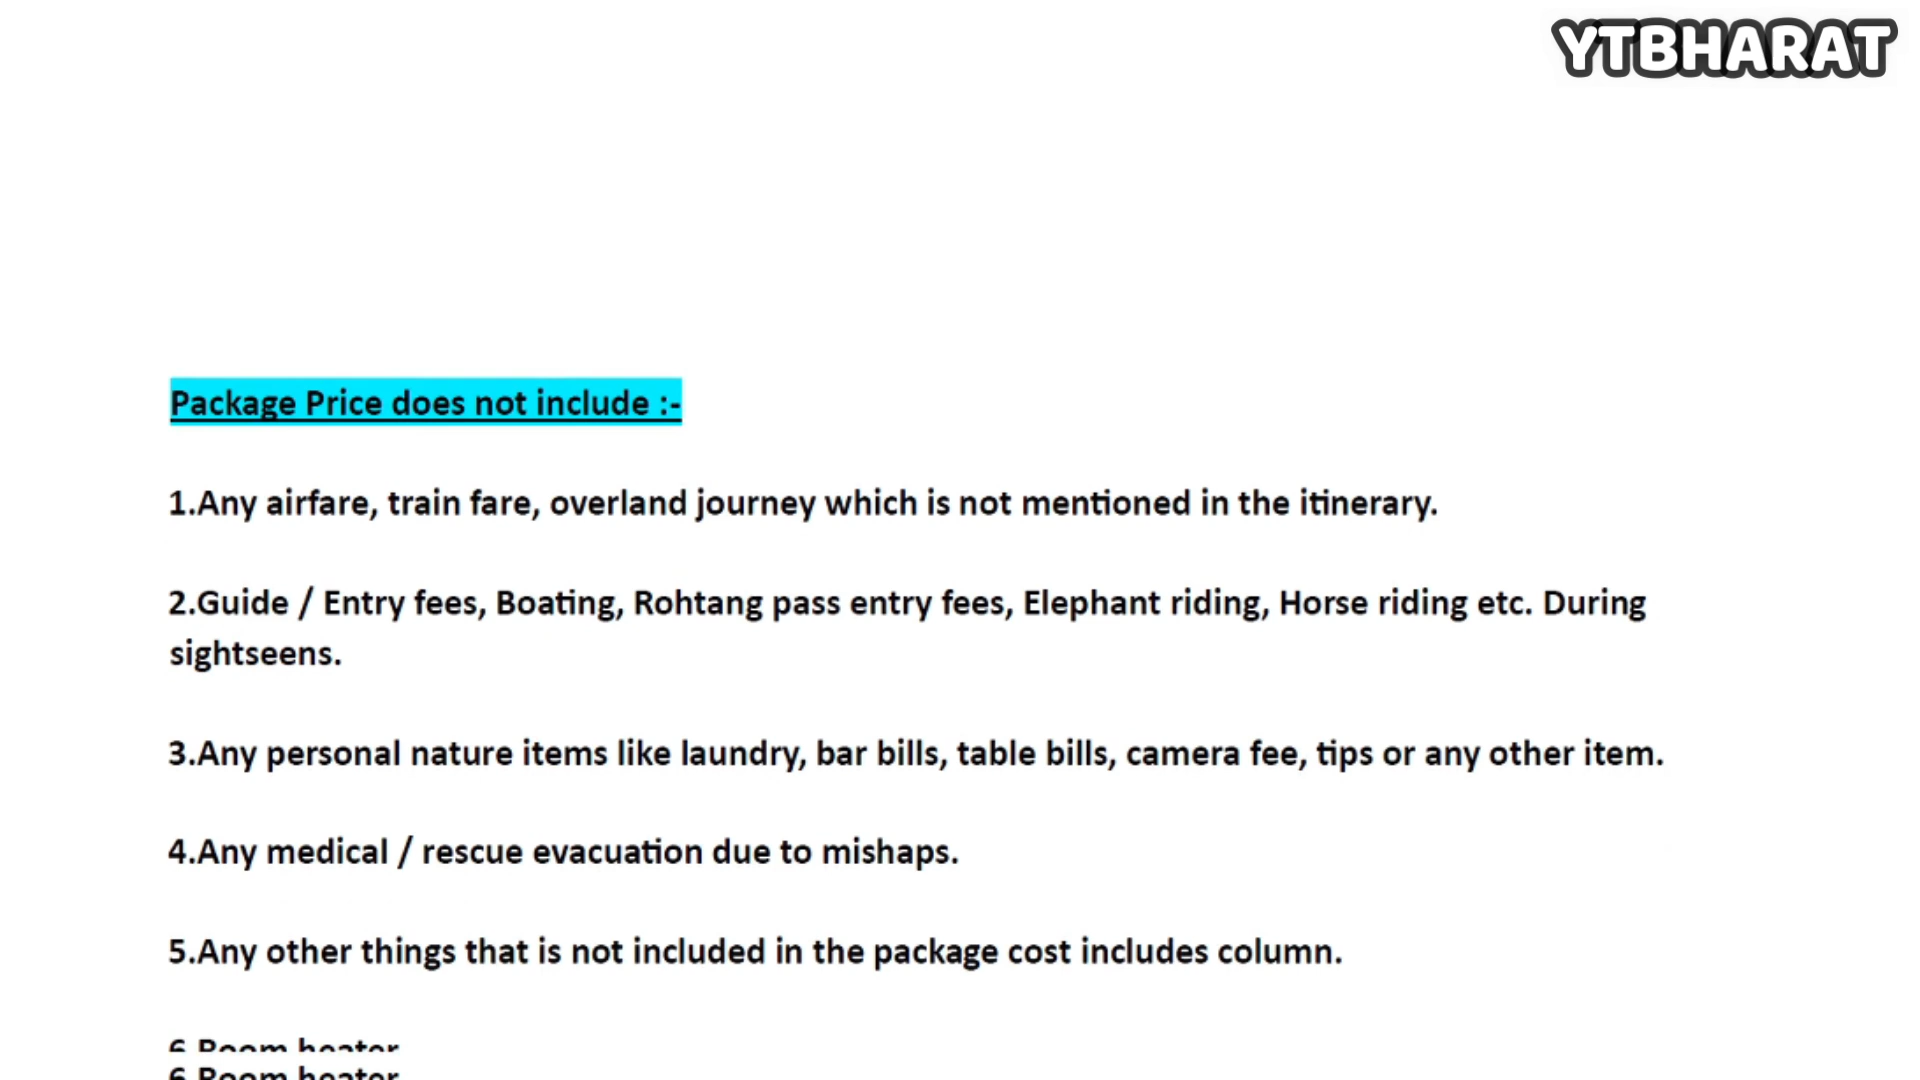 YTBHARAT
Package Price does not include :-
1.Any airfare, train fare, overland journey which is not mentioned in the itinerary.
2.Guide / Entry fees, Boating, Rohtang pass entry fees, Elephant riding, Horse riding etc. During
sightseens.
3.Any personal nature items like laundry, bar bills, table bills, camera fee, tips or any other item.
4.Any medical / rescue evacuation due to mishaps.
5.Any other things that is not included in the package cost includes column.
6.Room heater
6.Room heater